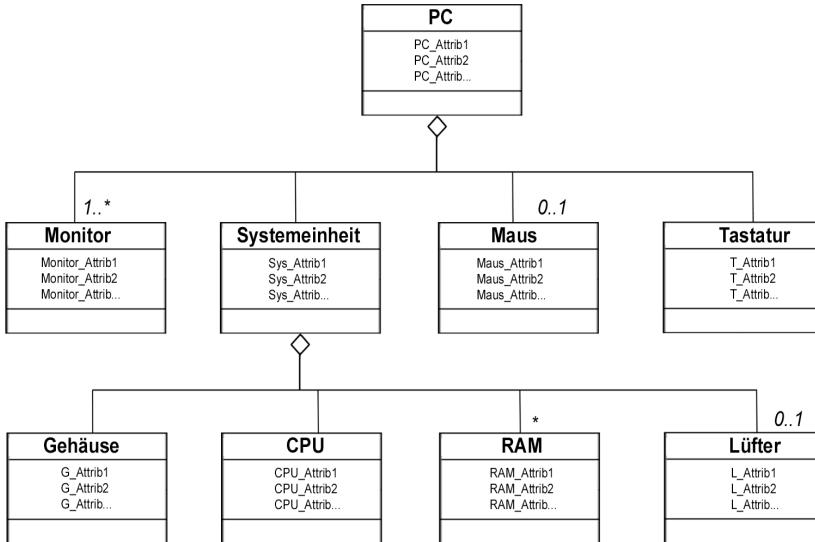 PC
PC_Attrib1
PC_Attrib2
PC_Attrib...
1..*
0..1
Monitor
Monitor_Attrib1
Monitor_Attrib2
Monitor_Attrib...
Systemeinheit
Sys_Attrib1
Sys_Attrib2
Sys_Attrib...
Maus
Maus_Attrib1
Maus_Attrib2
Maus_Attrib...
Tastatur
T_Attrib1
T_Attrib2
T_Attrib...
*
0..1
Gehäuse
G_Attrib1
G_Attrib2
G_Attrib...
CPU
CPU_Attrib1
CPU_Attrib2
CPU_Attrib...
RAM
RAM_Attrib1
RAM_Attrib2
RAM_Attrib...
Lüfter
L_Attrib1
L_Attrib2
L_Attrib...